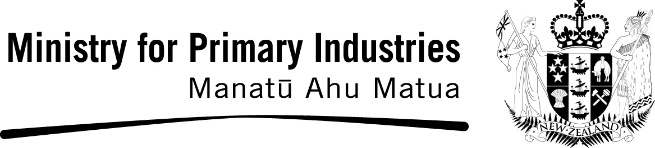 Ministry for Primary Industries
Manatū Ahu Matua
NEW ZEALAND